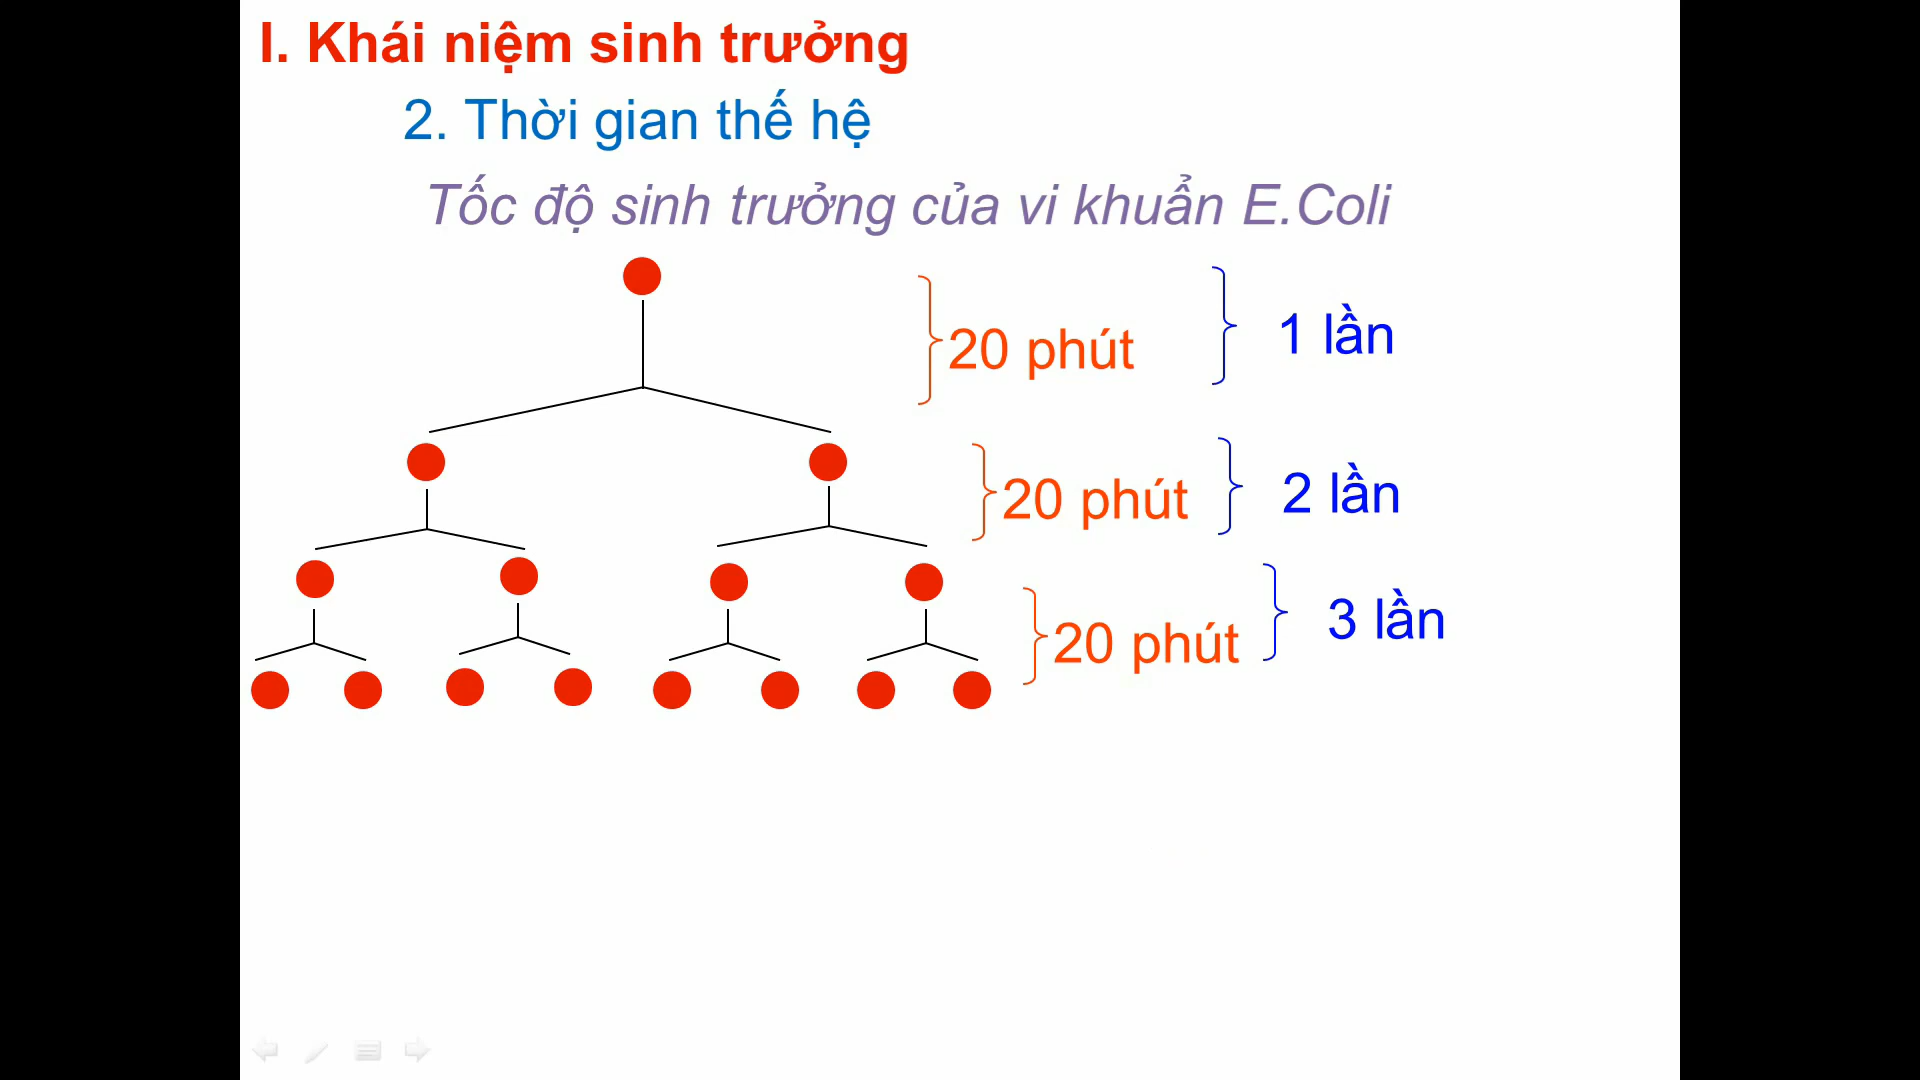 I. Khái niệm sinh trưởng
2. Thời gian thế hệ
Tốc độ sinh trưởng của vi khuẩn E.Coli
20 phút
1 lần
20 phút
2 lần
20 phút
3 lần